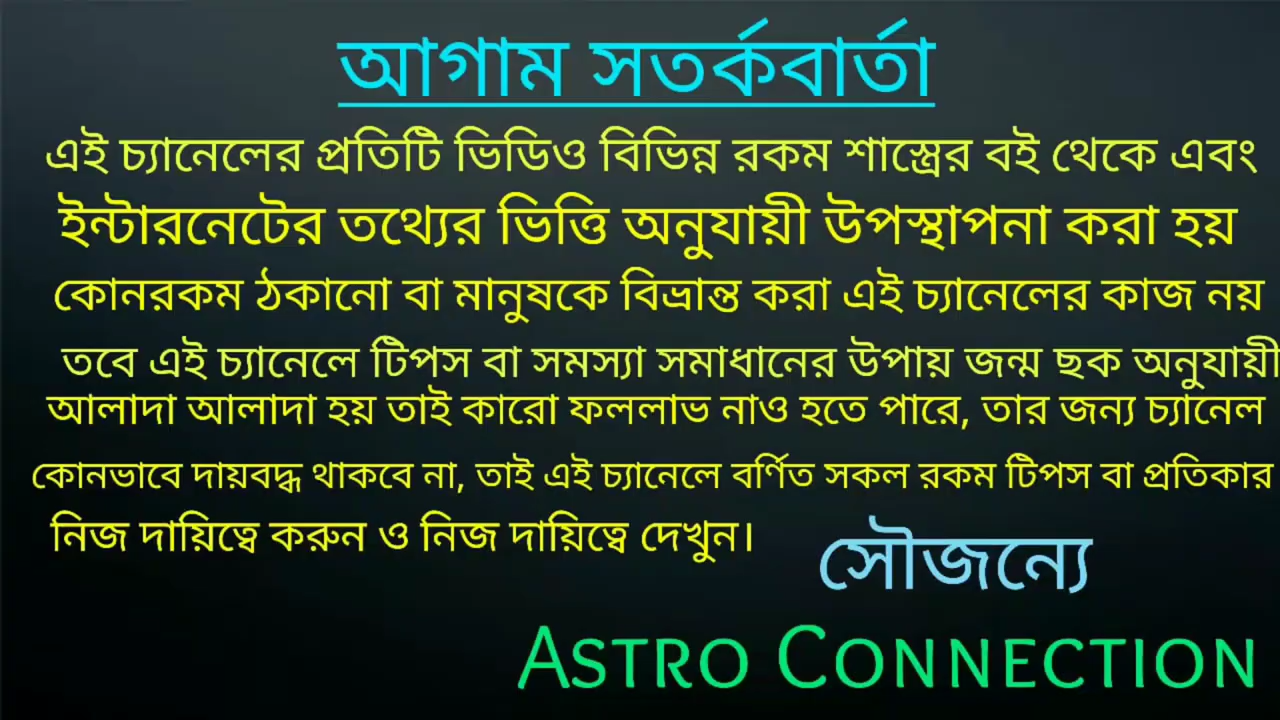 আগাম সতর্কবার্তা
এই চ্যানেলের প্রতিটি ভিডিও বিভিন্ন রকম শাস্ত্রের বই থেকে এবং
ইন্টারনেটের তথ্যের ভিত্তি অনুযায়ী উপস্থাপনা করা হয়
কোনরকম ঠকানো বা মানুষকে বিভ্রান্ত করা এই চ্যানেলের কাজ নয়
তবে এই চ্যানেলে টিপস বা সমস্যা সমাধানের উপায় জন্ম ছক অনুযায়ী
আলাদা আলাদা হয় তাই কারো ফললাভ নাও হতে পারে, তার জন্য চ্যানেল
কোনভাবে দায়বদ্ধ থাকবে না, তাই এই চ্যানেলে বর্ণিত সকল রকম টিপস বা প্রতিকার
নিজ দায়িত্বে করুন ও নিজ দায়িত্বে দেখুন।
সৌজন্যে
ASTRO CONNECTION